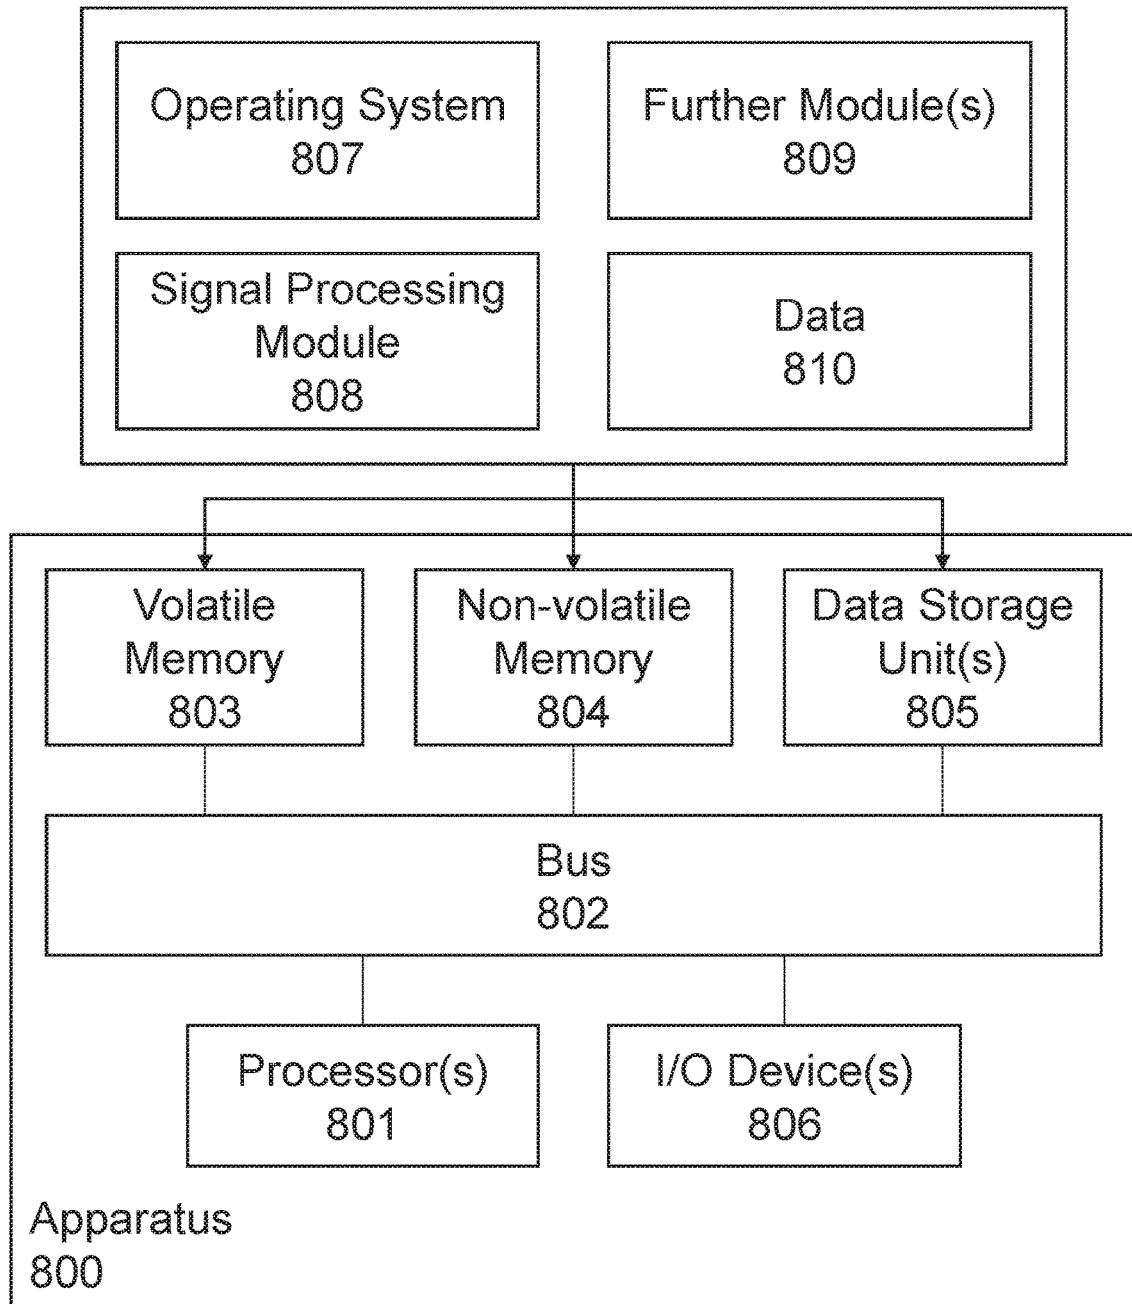 Operating System
807
Further Module(s)
809
Signal Processing
Module
808
Data
810
Volatile
Memory
803
Non-volatile
Memory
804
Data Storage
Unit(s)
805
Bus
802
Processor(s)
801
I/O Device(s)
806
Apparatus
800